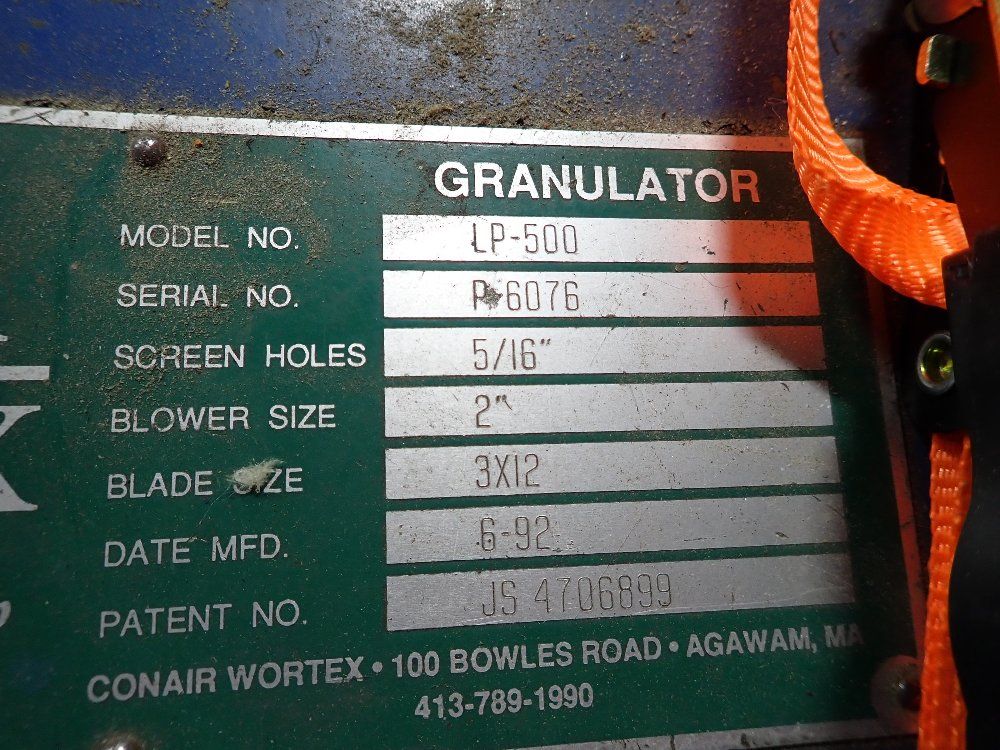 GRANULATOR
MODEL NO. LP-500
SERIAL NO. P-6076
SCREEN HOLES 5/16"
BLOWER SIZE 2"
BLADE SIZE 3X12
DATE MFD. 6-92
PATENT NO. JS 4706899
CONAIR WORTEX • 100 BOWLES ROAD • AGAWAM, MA
413-789-1990